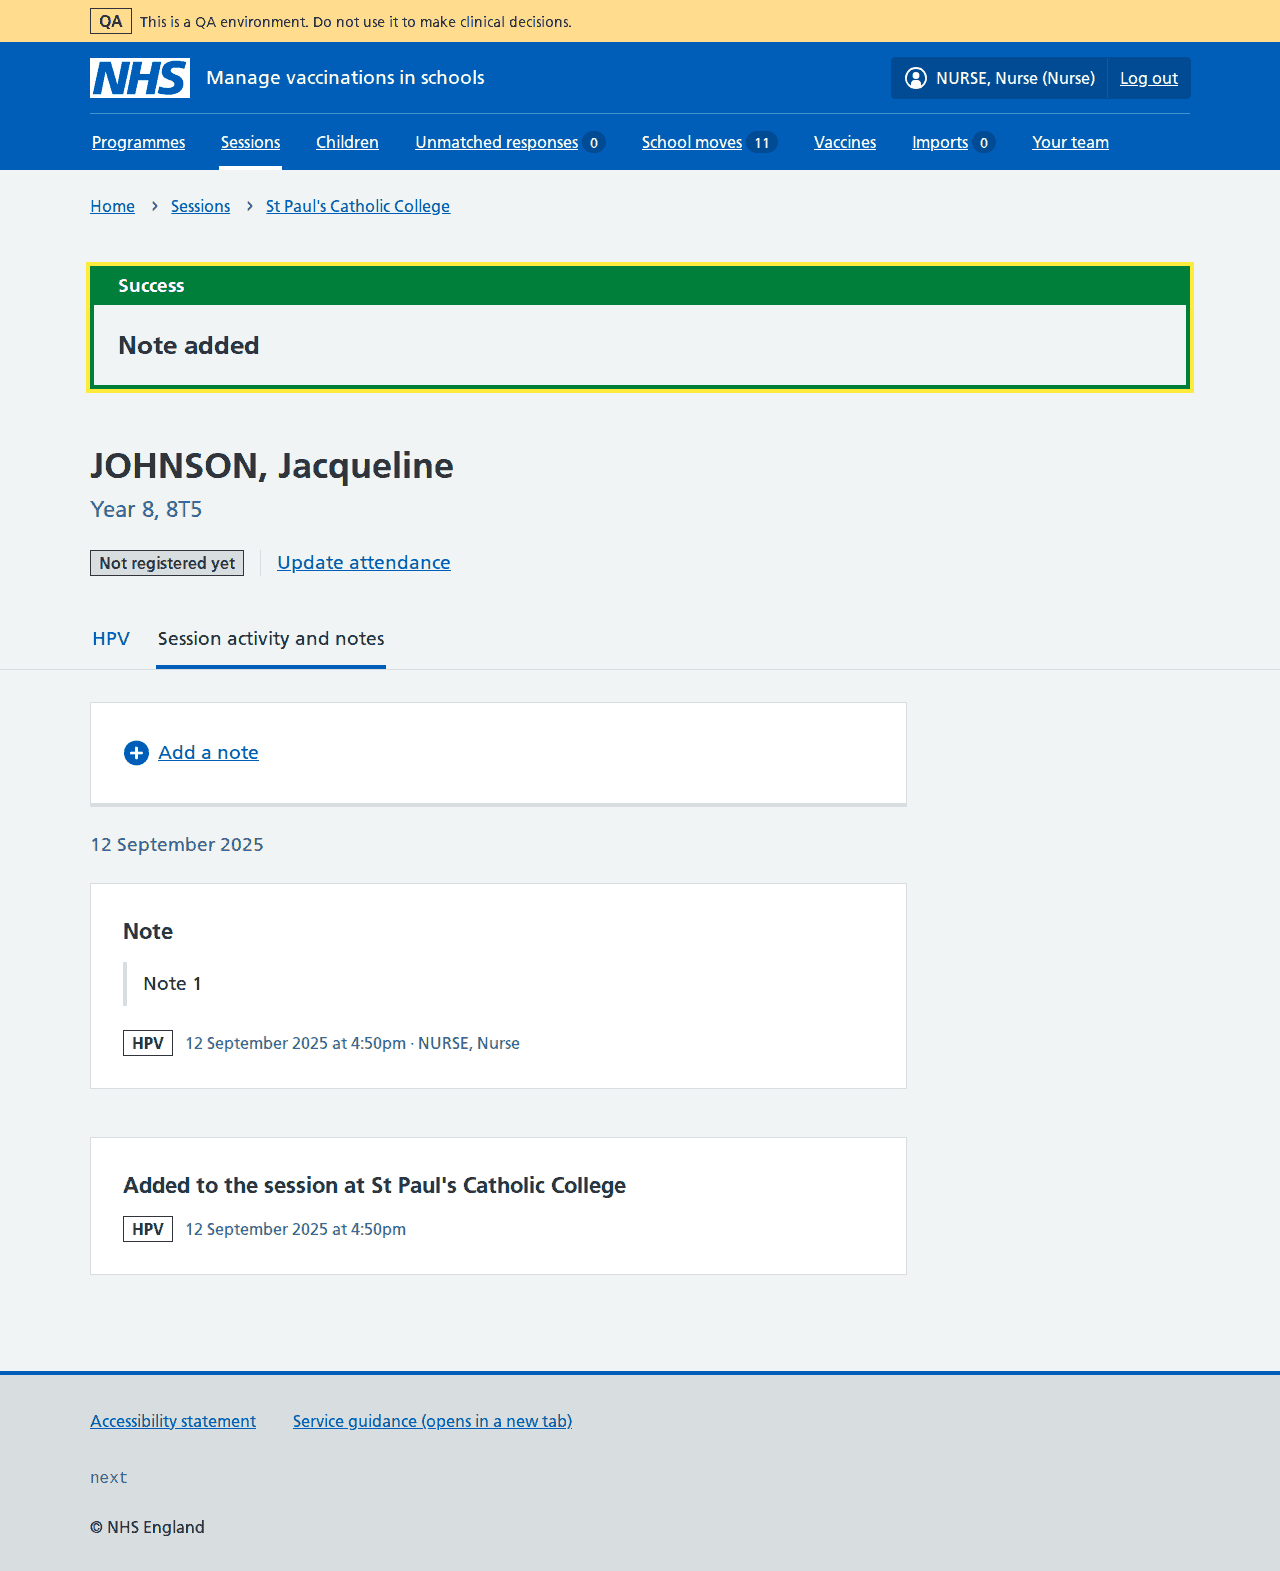 QA This is a QA environment. Do not use it to make clinical decisions.
NHS Manage vaccinations in schools NURSE, Nurse (Nurse) Log out
Programmes Sessions Children Unmatched responses 0 School moves 11 Vaccines Imports 0 Your team
Home Sessions St Paul's Catholic College
Success
Note added
JOHNSON, Jacqueline
Year 8, 8T5
Not registered yet Update attendance
HPV Session activity and notes
Add a note
12 September 2025
Note
Note 1
HPV 12 September 2025 at 4:50pm · NURSE, Nurse
Added to the session at St Paul's Catholic College
HPV 12 September 2025 at 4:50pm
Accessibility statement Service guidance (opens in a new tab)
next
© NHS England